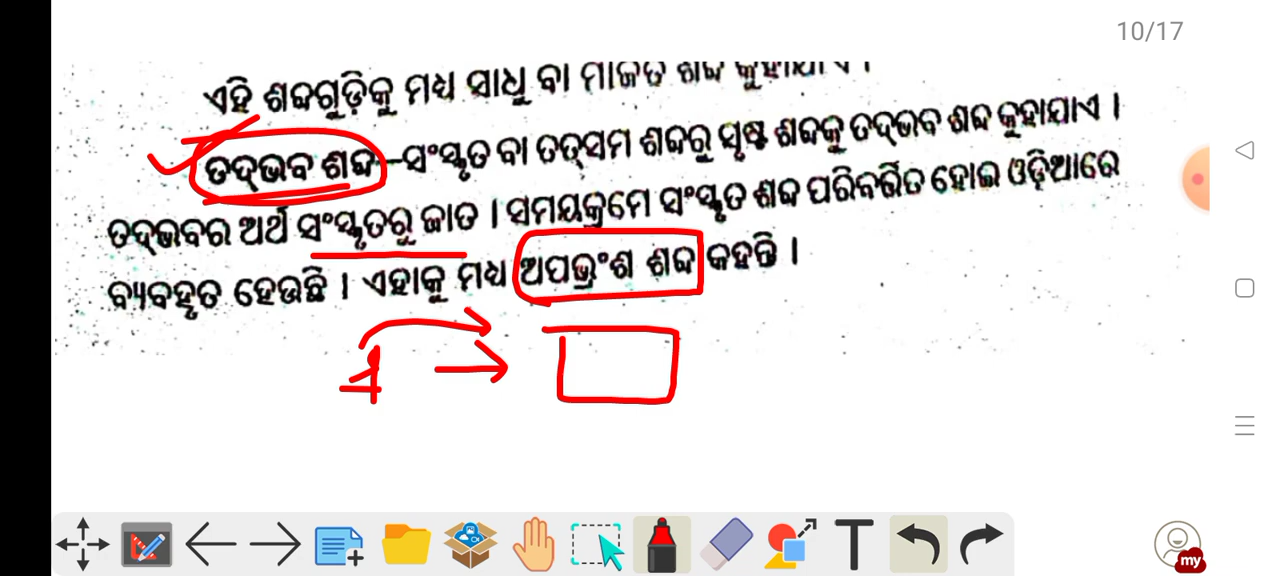 10/17
ଏହି ଶବ୍ଦଗୁଡ଼ିକୁ ମଧ୍ୟ ସାଧୁ ବା ମାର୍ଜିତ ଶବ୍ଦ କୁହାଯାଏ ।
ତଦ୍‌ଭବ ଶବ୍ଦ–ସଂସ୍କୃତ ବା ତତ୍‌ସମ ଶବ୍ଦରୁ ସୃଷ୍ଟ ଶବ୍ଦକୁ ତଦ୍‌ଭବ ଶବ୍ଦ କୁହାଯାଏ ।
ତଦ୍‌ଭବର ଅର୍ଥ ସଂସ୍କୃତରୁ ଜାତ । ସମୟକ୍ରମେ ସଂସ୍କୃତ ଶବ୍ଦ ପରିବର୍ତ୍ତିତ ହୋଇ ଓଡ଼ିଆରେ
ବ୍ୟବହୃତ ହେଉଛି । ଏହାକୁ ମଧ୍ୟ ଅପଭ୍ରଂଶ ଶବ୍ଦ କହନ୍ତି ।
T
my